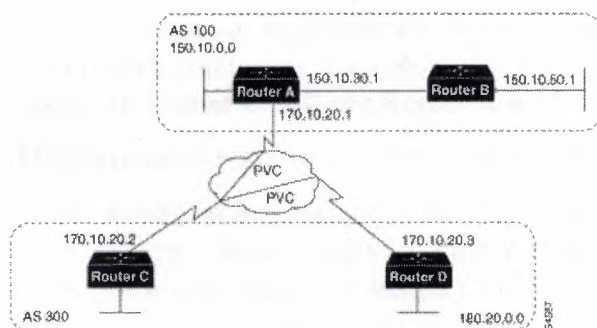 AS 100
150.10.0.0
150.10.30.1
150.10.50.1
Router A
Router B
170.10.20.1
PVC
PVC
170.10.20.2
170.10.20.3
Router C
Router D
AS 300
180.20.0.0